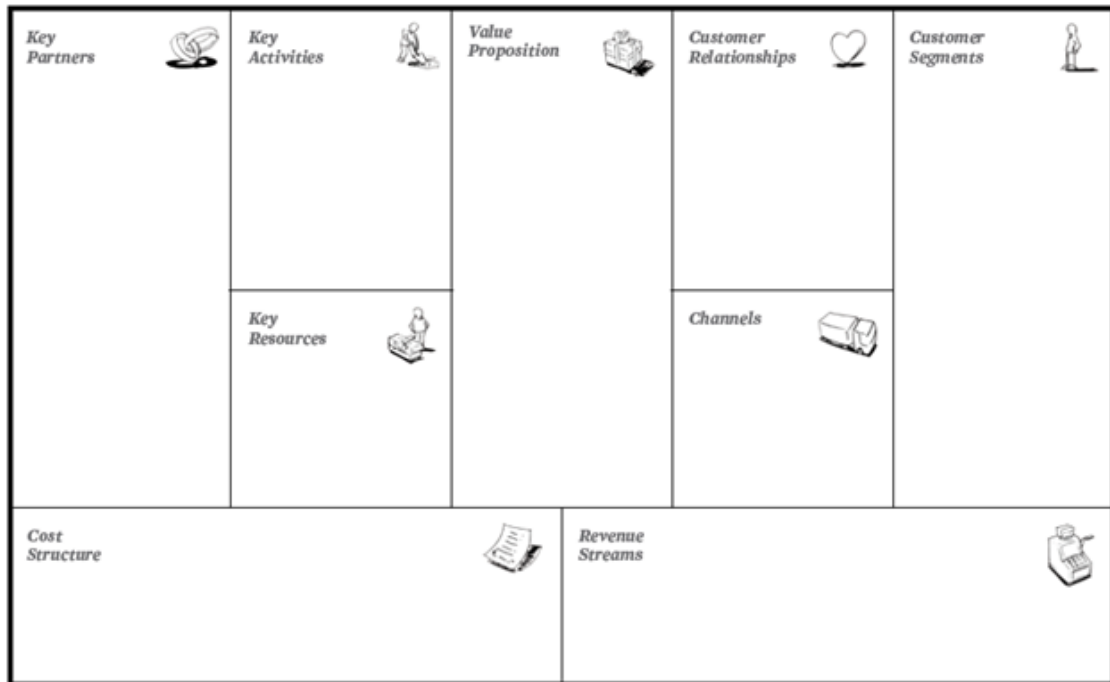 Key
Partners
Key
Activities
Value
Proposition
Customer
Relationships
Customer
Segments
Key
Resources
Channels
Cost
Structure
Revenue
Streams